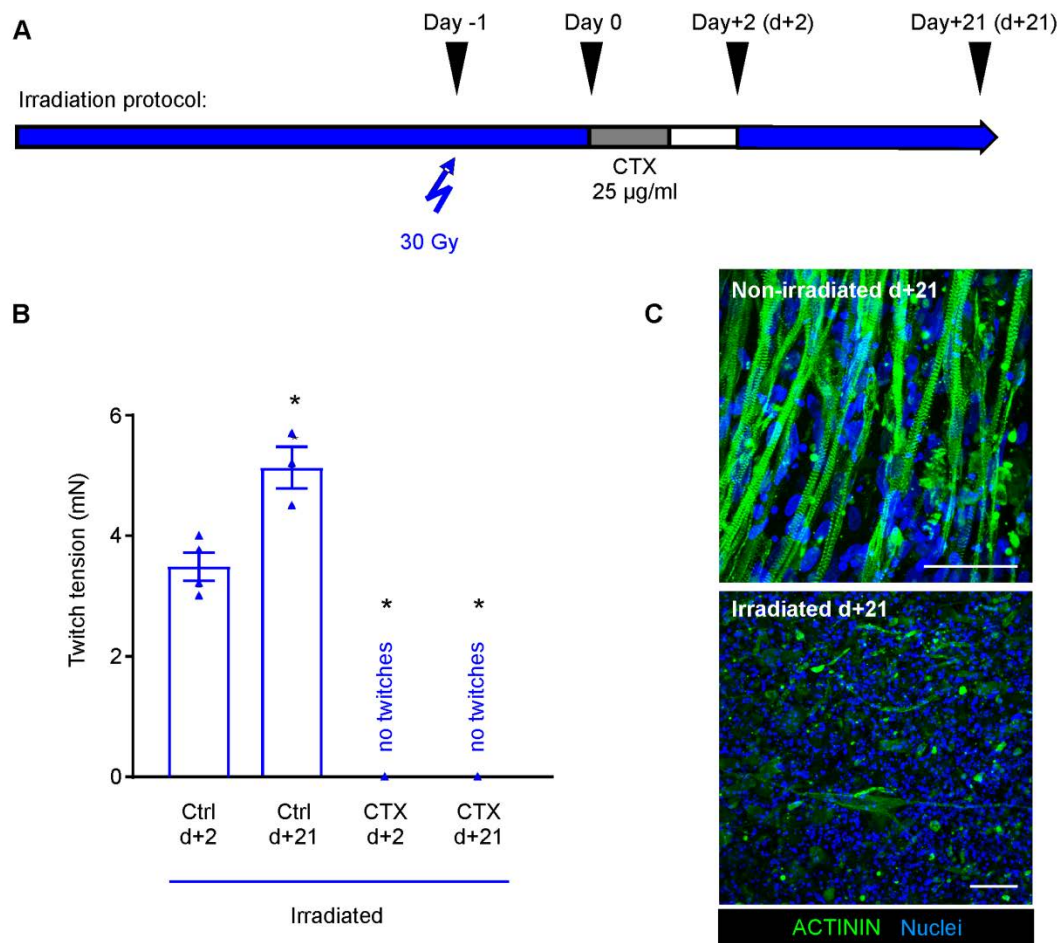 A
Day -1
Day 0
Day+2 (d+2)
Day+21 (d+21)
Irradiation protocol:
CTX
25 µg/ml
30 Gy
B
Twitch tension (mN)
6
4
2
0
*
*
*
no twitches
no twitches
Ctrl
d+2
Ctrl
d+21
CTX
d+2
CTX
d+21
Irradiated
C
Non-irradiated d+21
Irradiated d+21
ACTININ Nuclei